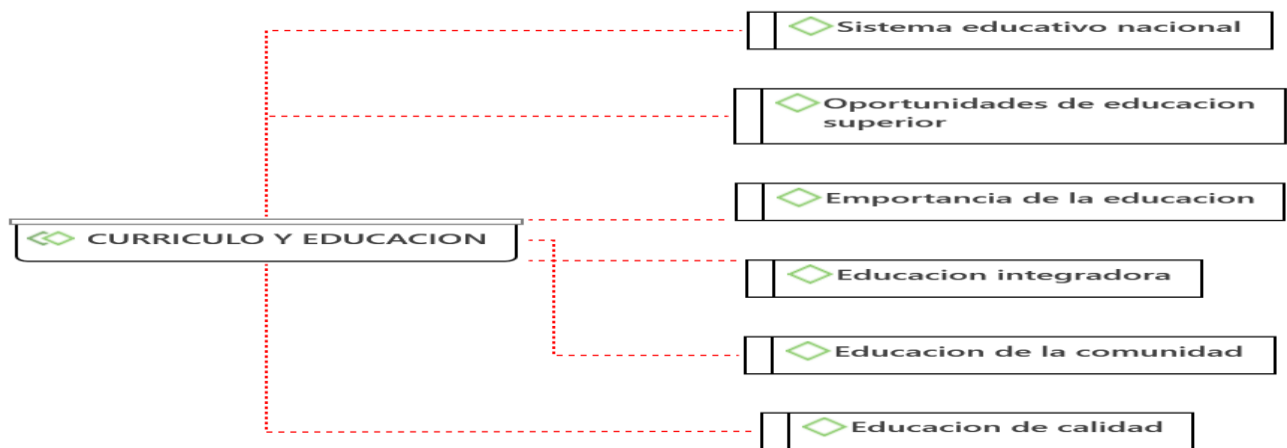 Sistema educativo nacional
Oportunidades de educacion
superior
Emportancia de la educacion
CURRICULO Y EDUCACION
Educacion integradora
Educacion de la comunidad
Educacion de calidad